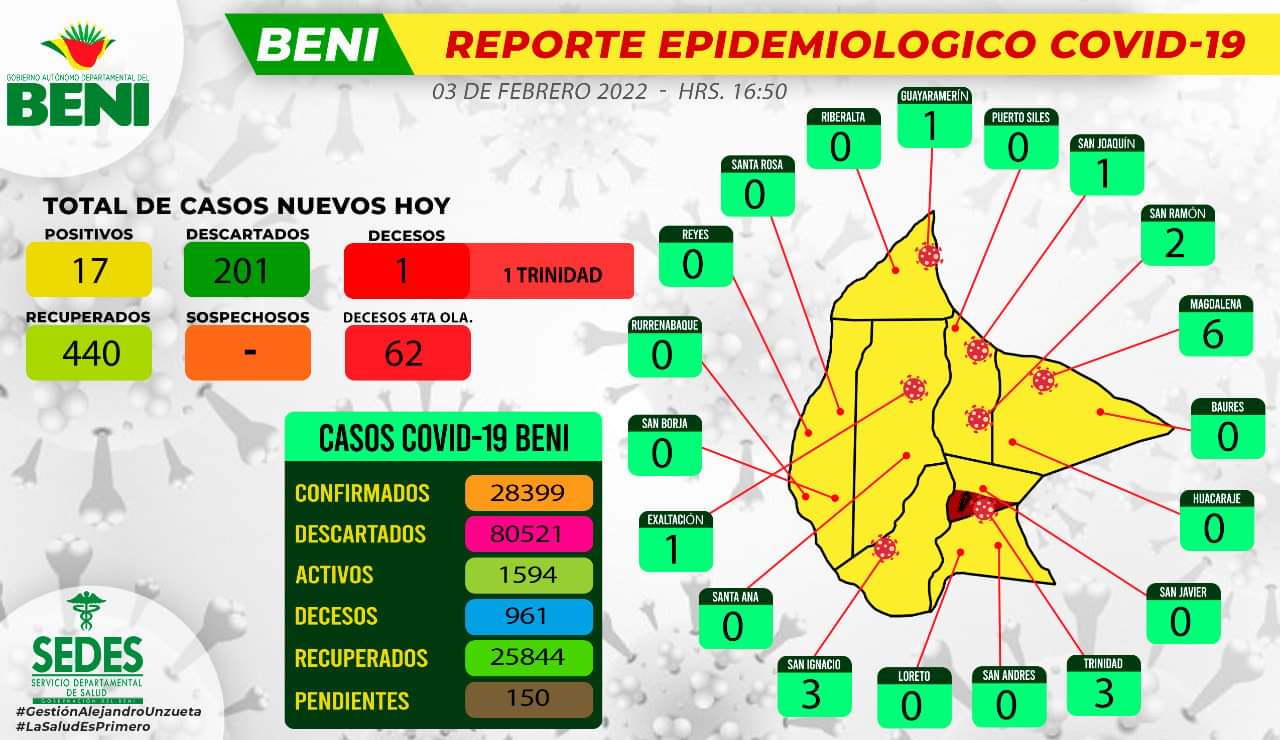 GOBIERNO AUTÓNOMO DEPARTAMENTAL DEL
BENI
BENI
REPORTE EPIDEMIOLOGICO COVID-19
03 DE FEBRERO 2022 - HRS. 16:50
TOTAL DE CASOS NUEVOS HOY
POSITIVOS
17
DESCARTADOS
201
DECESOS
1
1 TRINIDAD
RECUPERADOS
440
SOSPECHOSOS
-
DECESOS 4TA OLA.
62
CASOS COVID-19 BENI
CONFIRMADOS 28399
DESCARTADOS 80521
ACTIVOS 1594
DECESOS 961
RECUPERADOS 25844
PENDIENTES 150
GUAYARAMERÍN
1
RIBERALTA
0
PUERTO SILES
0
SAN JOAQUÍN
1
SANTA ROSA
0
SAN RAMÓN
2
REYES
0
MAGDALENA
6
RURRENABAQUE
0
BAURES
0
SAN BORJA
0
HUACARAJE
0
EXALTACIÓN
1
SAN JAVIER
0
SANTA ANA
0
SAN IGNACIO
3
LORETO
0
SAN ANDRES
0
TRINIDAD
3
SEDES
SERVICIO DEPARTAMENTAL
DE SALUD
GOBERNACIÓN DEL BENI
#GestiónAlejandroUnzueta
#LaSaludEsPrimero